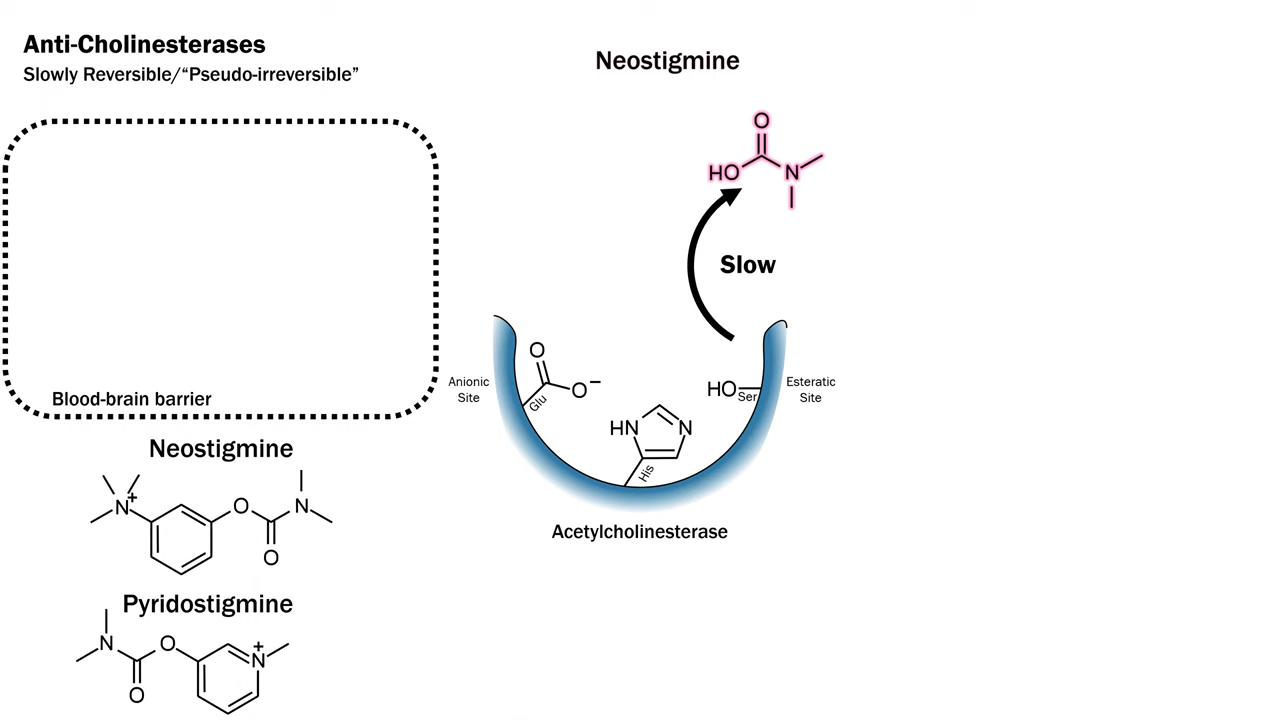 Anti-Cholinesterases
Slowly Reversible/“Pseudo-irreversible”
Blood-brain barrier
Neostigmine
N
+
O
O
N
Pyridostigmine
N
O
O
N
+
Neostigmine
O
HO
N
Slow
Anionic
Site
O
O
−
Glu
HN
N
His
HO
Ser
Esteratic
Site
Acetylcholinesterase